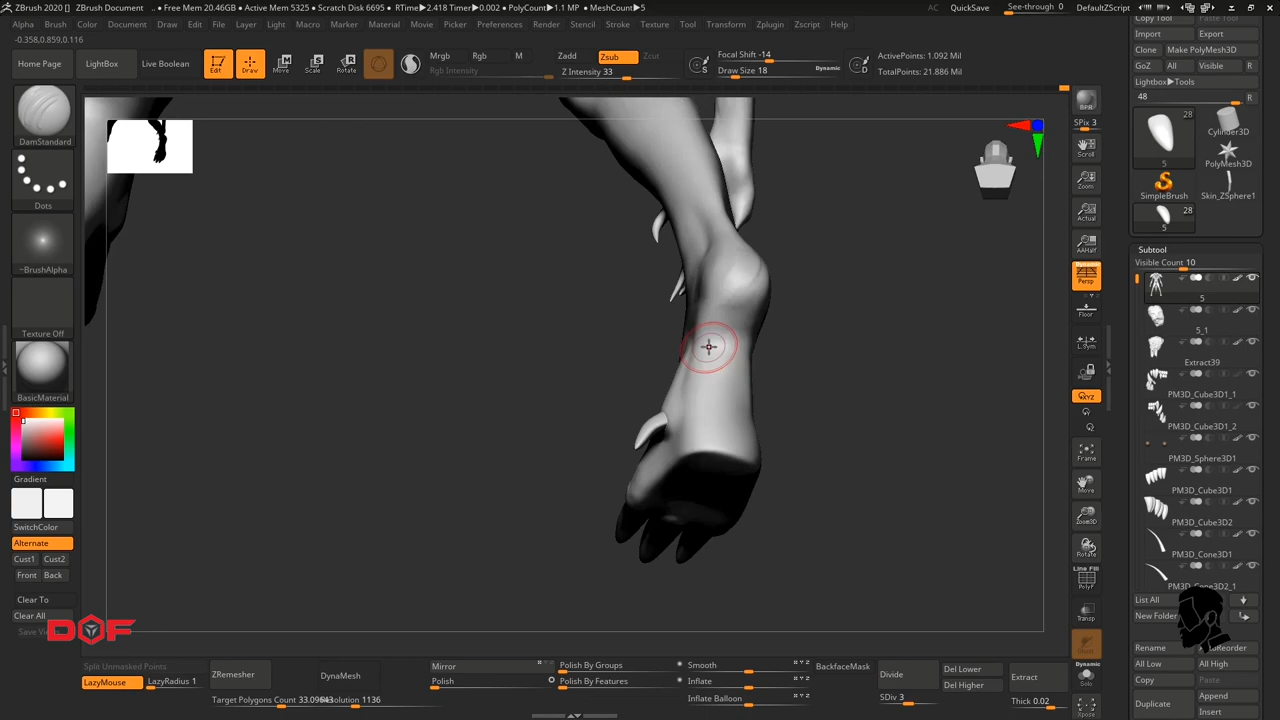 ZBrush 2020 [] ZBrush Document .. ● Free Mem 20.46GB ● Active Mem 5325 ● Scratch Disk 6695 ● RTime▶2.418 Timer▶0.002 ● PolyCount▶1.1 MP ● MeshCount▶5 AC QuickSave See-through 0 DefaultZScript
Alpha Brush Color Document Draw Edit File Layer Light Macro Marker Material Movie Picker Preferences Render Stencil Stroke Texture Tool Transform Zplugin Zscript Help
-0.358,0.859,0.116
Copy Tool Paste Tool
Import Export
Clone Make PolyMesh3D
GoZ All Visible R
Lightbox▶Tools
48 R
Home Page LightBox Live Boolean Edit Draw Move Scale Rotate
Mrgb Rgb M Zadd Zsub Zcut
Rgb Intensity Z Intensity 33
Focal Shift -14
Draw Size 18 Dynamic
S D
ActivePoints: 1.092 Mil
TotalPoints: 21.886 Mil
DamStandard
Dots
~BrushAlpha
Texture Off
BasicMaterial
Gradient
SwitchColor
Alternate
Cust1 Cust2
Front Back
Clear To
Clear All
DOF
BPR
SPix 3
Scroll
Zoom
Actual
AAHalf
Dynamic
Persp
Floor
L.Sym
XYZ
Frame
Move
Zoom3D
Rotate
Line Fill
PolyF
Transp
Dynamic
Solo
Xpose
28
5
Cylinder3D
PolyMesh3D
SimpleBrush Skin_ZSphere1
28
5
Subtool
Visible Count 10
5
5_1
Extract39
PM3D_Cube3D1_1
PM3D_Cube3D1_2
PM3D_Sphere3D1
PM3D_Cube3D1
PM3D_Cube3D2
PM3D_Cone3D1
PM3D_Cone3D2_1
List All
New Folder
Rename AutoReorder
All Low All High
Copy Paste
Duplicate Append
Insert
Split Unmasked Points
LazyMouse LazyRadius 1
ZRemesher DynaMesh
Target Polygons Count
Mirror
Polish
Polish By Groups
Polish By Features
Smooth
Inflate
Inflate Balloon
BackfaceMask
Divide
SDiv 3
Del Lower
Del Higher
Extract
Thick 0.02